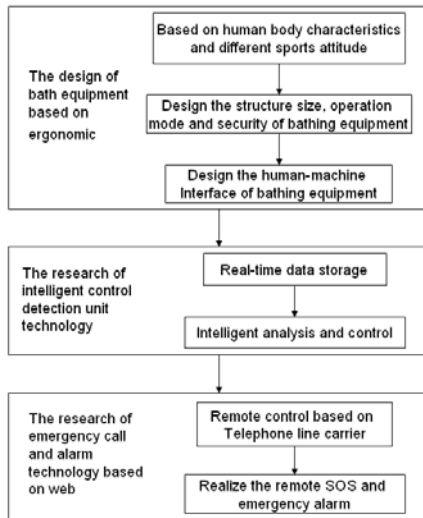 Based on human body characteristics
and different sports attitude
The design of
bath equipment
based on
ergonomic
Design the structure size, operation
mode and security of bathing equipment
Design the human-machine
Interface of bathing equipment
The research of
intelligent control
detection unit
technology
Real-time data storage
Intelligent analysis and control
The research of
emergency call
and alarm
technology based
on web
Remote control based on
Telephone line carrier
Realize the remote SOS and
emergency alarm